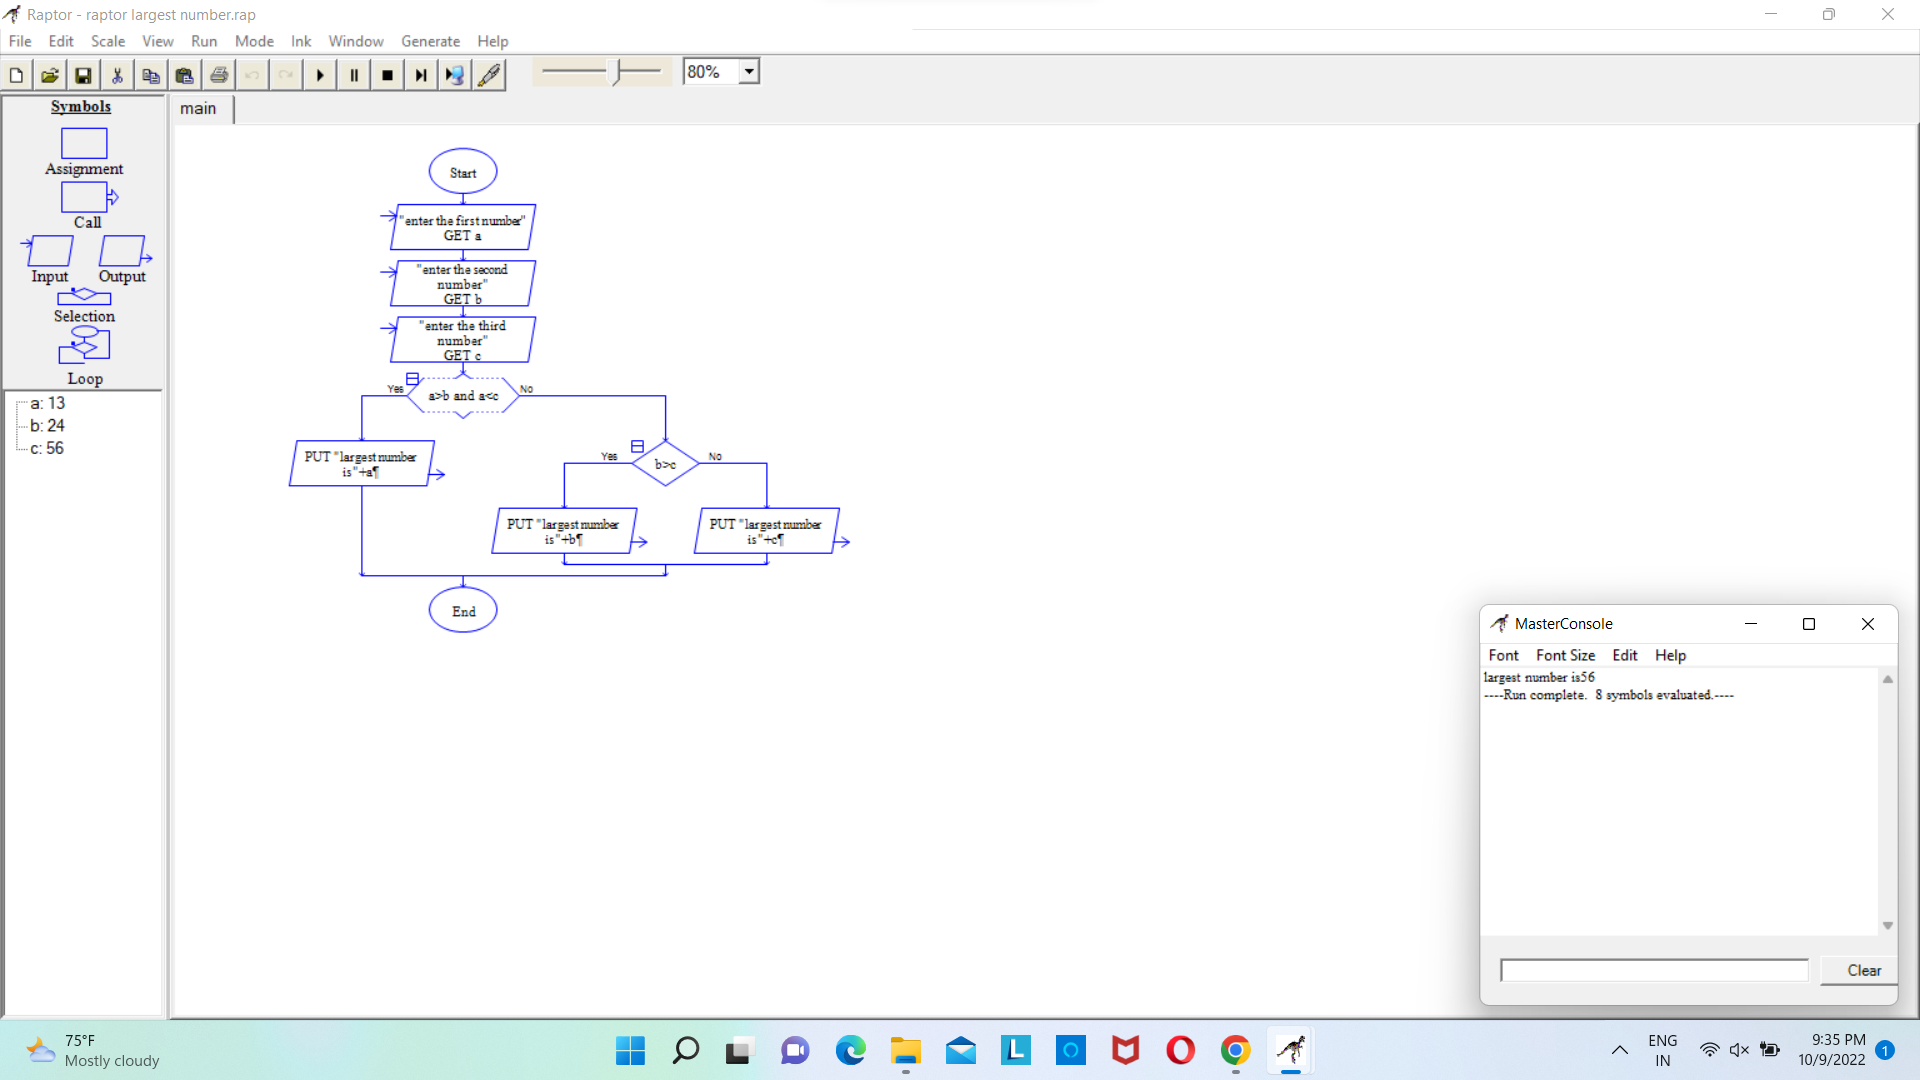 Raptor - raptor largest number.rap
File Edit Scale View Run Mode Ink Window Generate Help
80%
Symbols
main
Assignment
Call
Input Output
Selection
Loop
a: 13
b: 24
c: 56
Start
"enter the first number"
GET a
"enter the second
number"
GET b
"enter the third
number"
GET c
Yes a>b and a<c No
PUT "largest number
is"+a¶
Yes b>c No
PUT "largest number
is"+b¶
PUT "largest number
is"+c¶
End
MasterConsole
Font Font Size Edit Help
largest number is56
----Run complete. 8 symbols evaluated.----
Clear
75°F
Mostly cloudy
L
ENG
IN
9:35 PM
10/9/2022
1